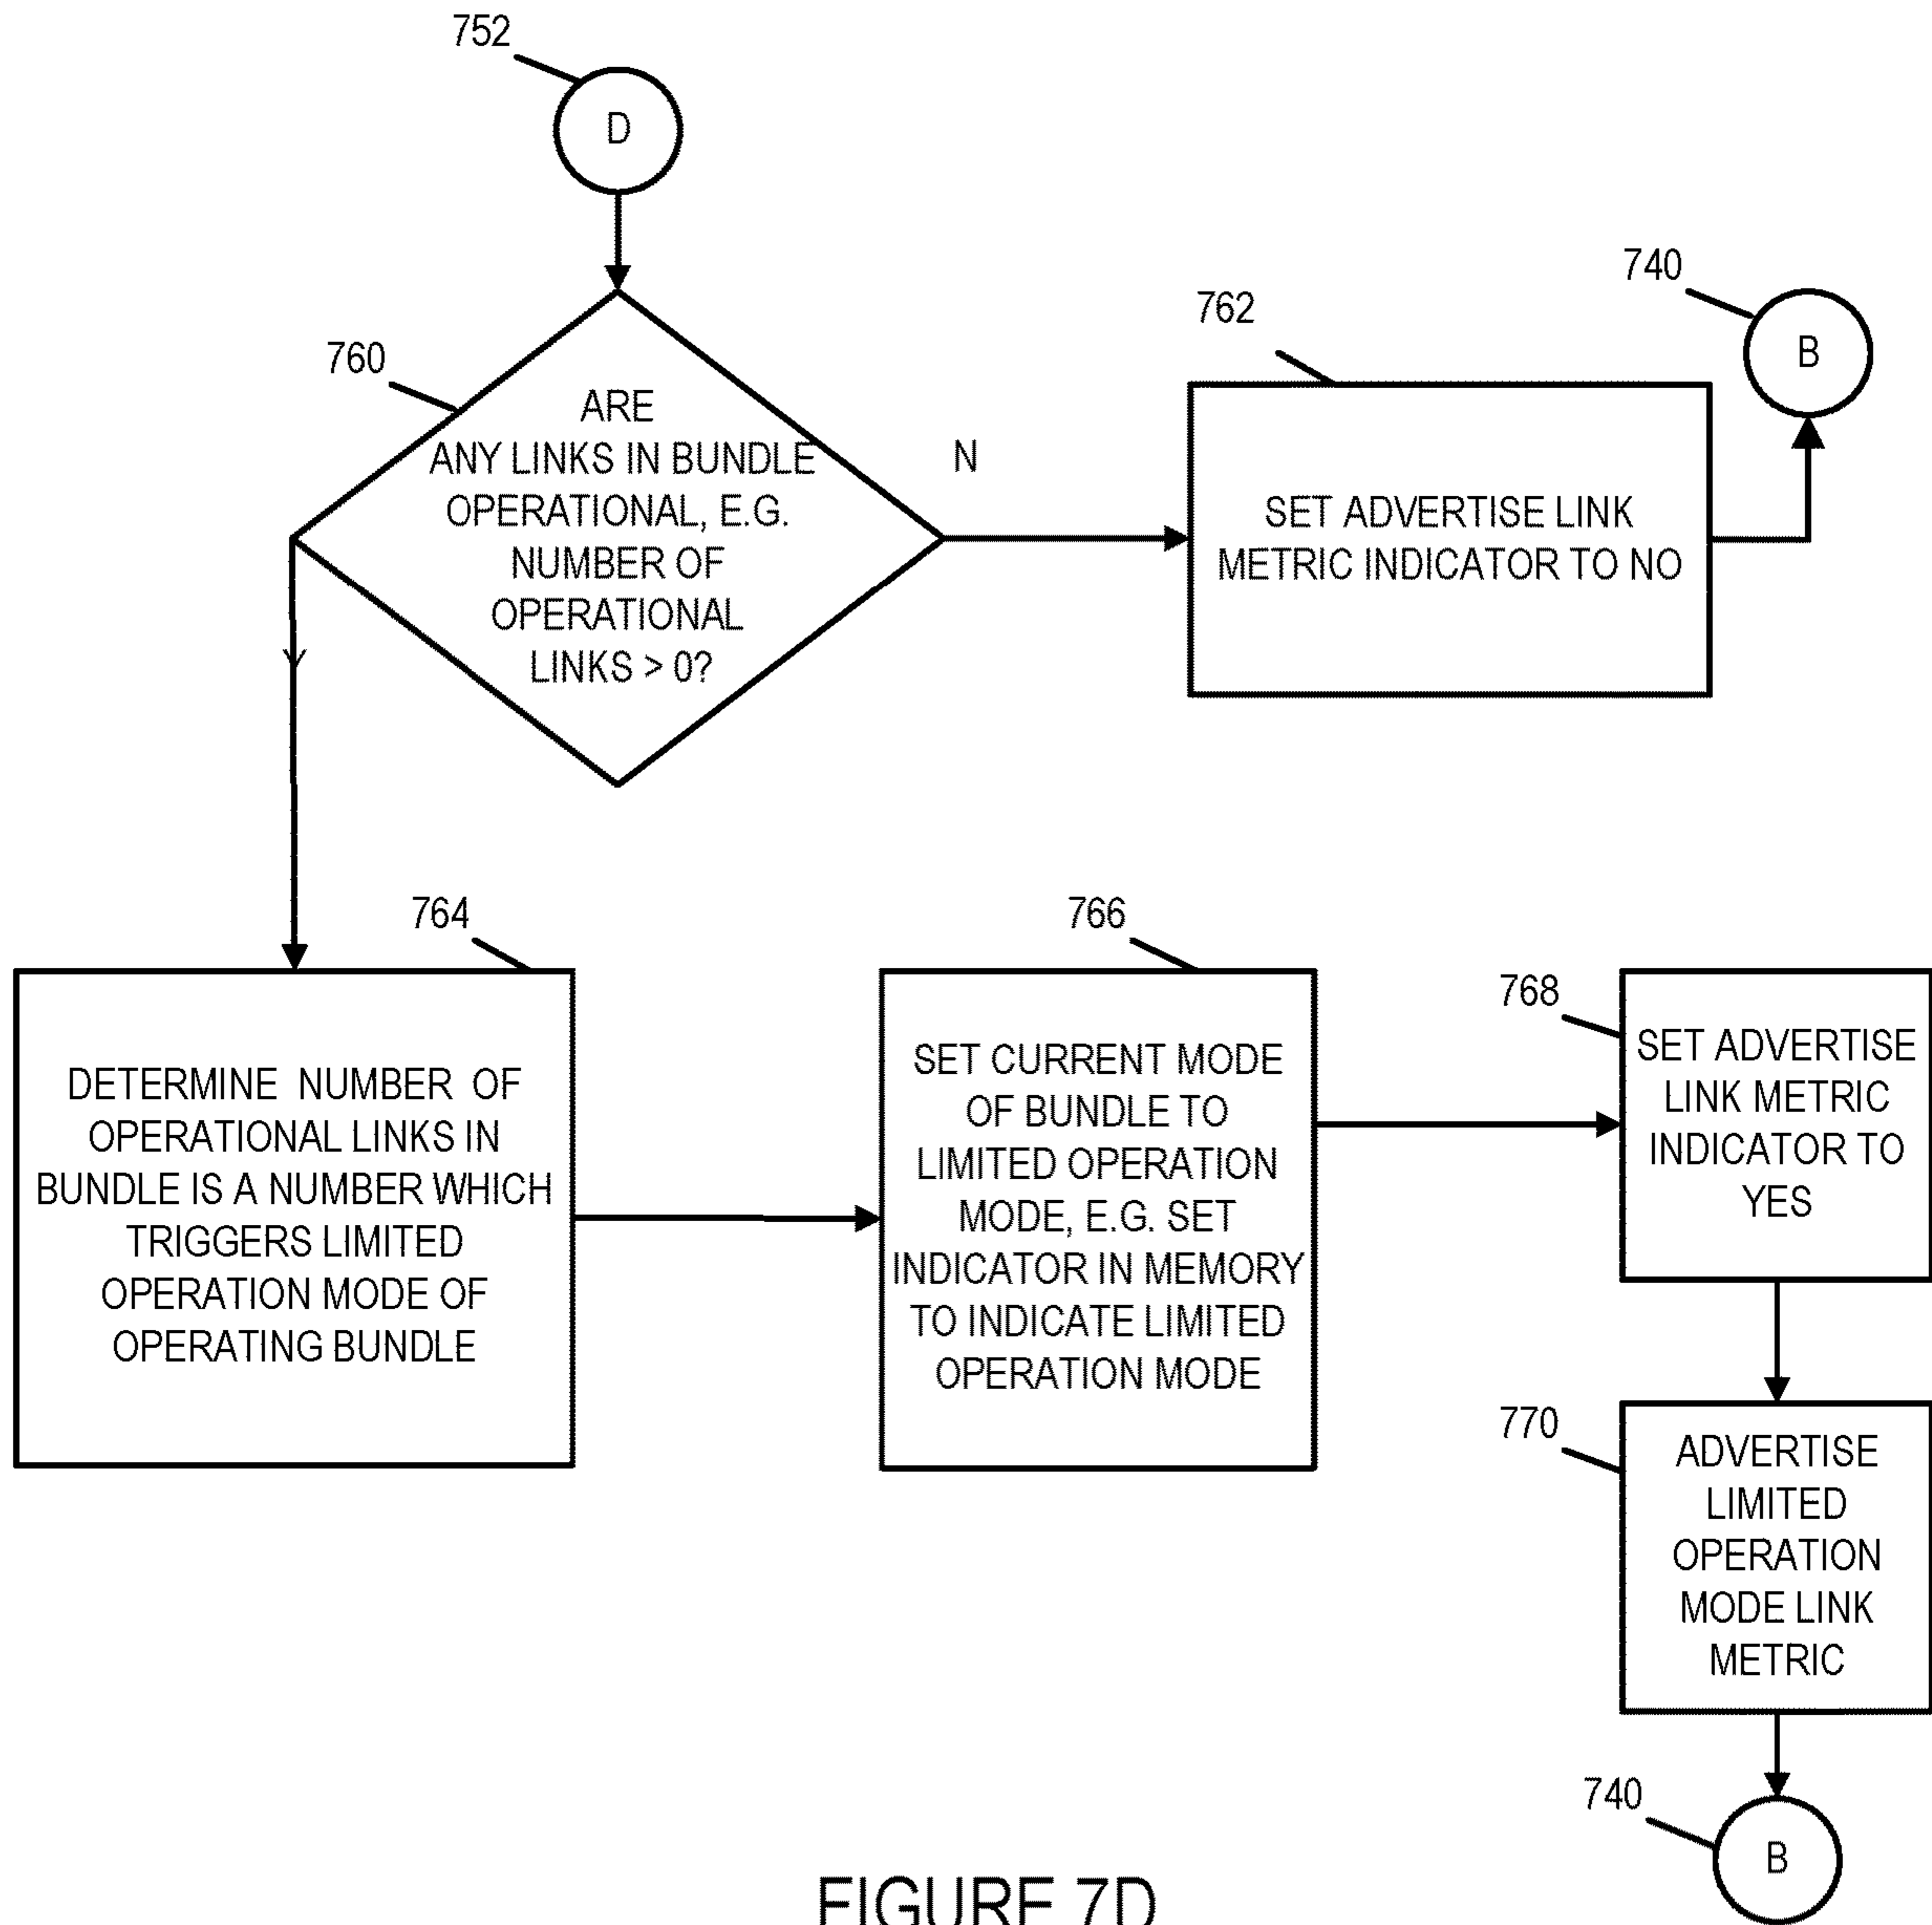 752
D
740
B
762
760
ARE
ANY LINKS IN BUNDLE
OPERATIONAL, E.G.
NUMBER OF
OPERATIONAL
LINKS > 0?
N
SET ADVERTISE LINK
METRIC INDICATOR TO NO
Y
764
DETERMINE NUMBER OF
OPERATIONAL LINKS IN
BUNDLE IS A NUMBER WHICH
TRIGGERS LIMITED
OPERATION MODE OF
OPERATING BUNDLE
766
SET CURRENT MODE
OF BUNDLE TO
LIMITED OPERATION
MODE, E.G. SET
INDICATOR IN MEMORY
TO INDICATE LIMITED
OPERATION MODE
768
SET ADVERTISE
LINK METRIC
INDICATOR TO
YES
770
ADVERTISE
LIMITED
OPERATION
MODE LINK
METRIC
740
B
FIGURE 7D